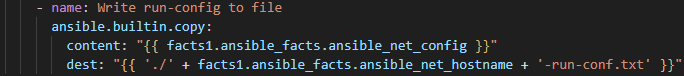 - name: Write run-config to file
ansible.builtin.copy:
content: "{{ facts1.ansible_facts.ansible_net_config }}"
dest: "{{ './' + facts1.ansible_facts.ansible_net_hostname + '-run-conf.txt' }}"